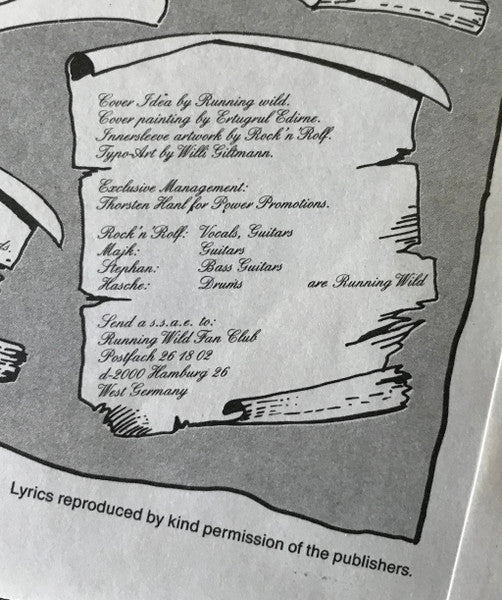 Cover Idea by Running wild.
Cover painting by Ertugrul Edirne.
Innersleeve artwork by Rock'n'Rolf.
Typo-Art by Willi Giltmann.
Exclusive Management:
Thorsten Hanl for Power Promotions.
Rock'n'Rolf: Vocals, Guitars
Majk: Guitars
Stephan: Bass Guitars
Hasche: Drums are Running Wild
Send a s.s.a.e. to:
Running Wild Fan Club
Postfach 26 18 02
d-2000 Hamburg 26
West Germany
Lyrics reproduced by kind permission of the publishers.